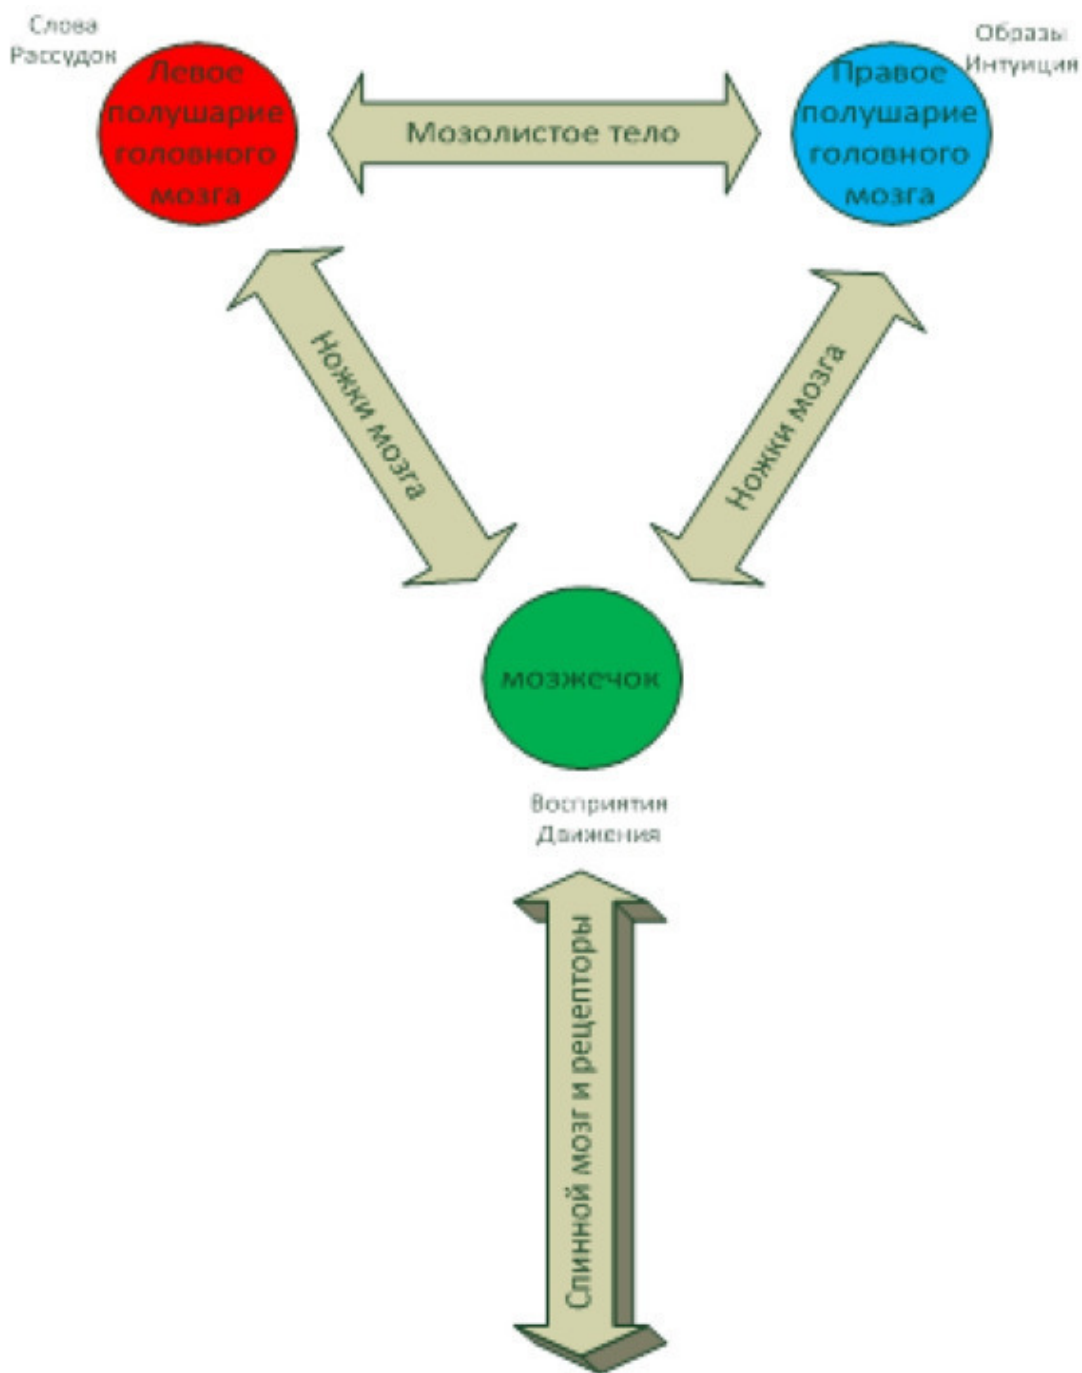 Слова
Рассудок
Левое
полушарие
головного
мозга
Мозолистое тело
Образы
Интуиция
Правое
полушарие
головного
мозга
Ножки мозга
Ножки мозга
мозжечок
Восприятия
Движения
Спинной мозг и рецепторы